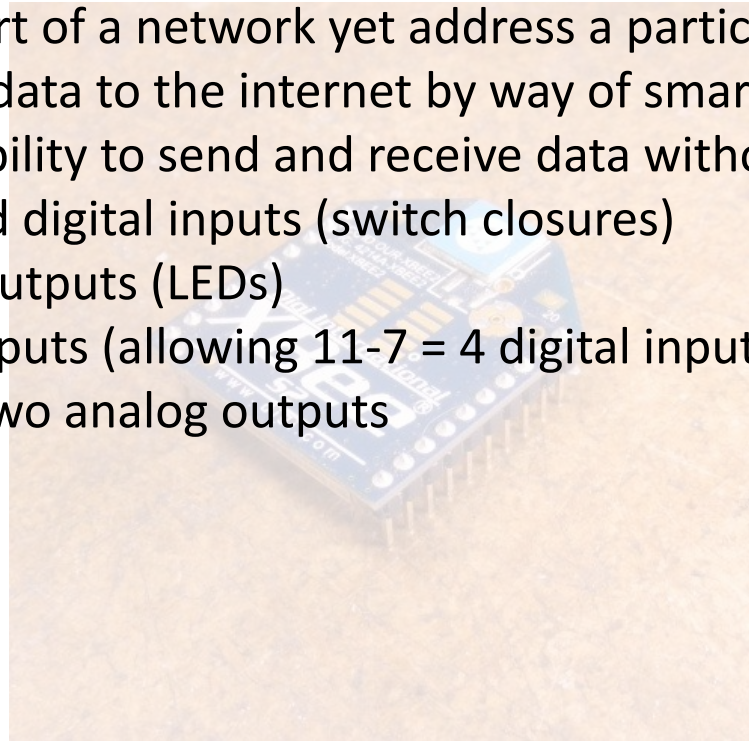 rt of a network yet address a partic
data to the internet by way of smar
bility to send and receive data witho
d digital inputs (switch closures)
utputs (LEDs)
puts (allowing 11-7 = 4 digital input
wo analog outputs